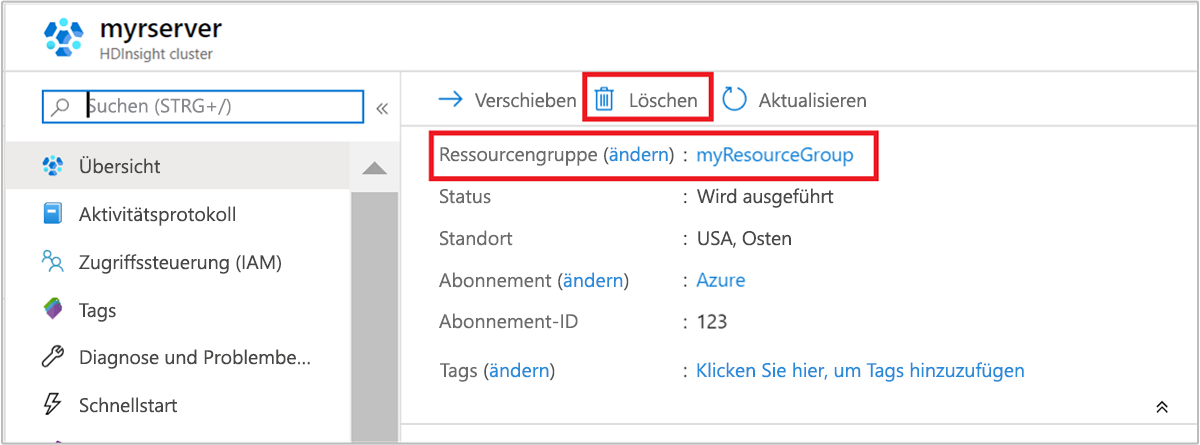 myrserver
HDInsight cluster
Suchen (STRG+/)
«
Übersicht
Aktivitätsprotokoll
Zugriffssteuerung (IAM)
Tags
Diagnose und Problembe...
Schnellstart
Verschieben Löschen Aktualisieren
Ressourcengruppe (ändern) : myResourceGroup
Status : Wird ausgeführt
Standort : USA, Osten
Abonnement (ändern) : Azure
Abonnement-ID : 123
Tags (ändern) : Klicken Sie hier, um Tags hinzuzufügen